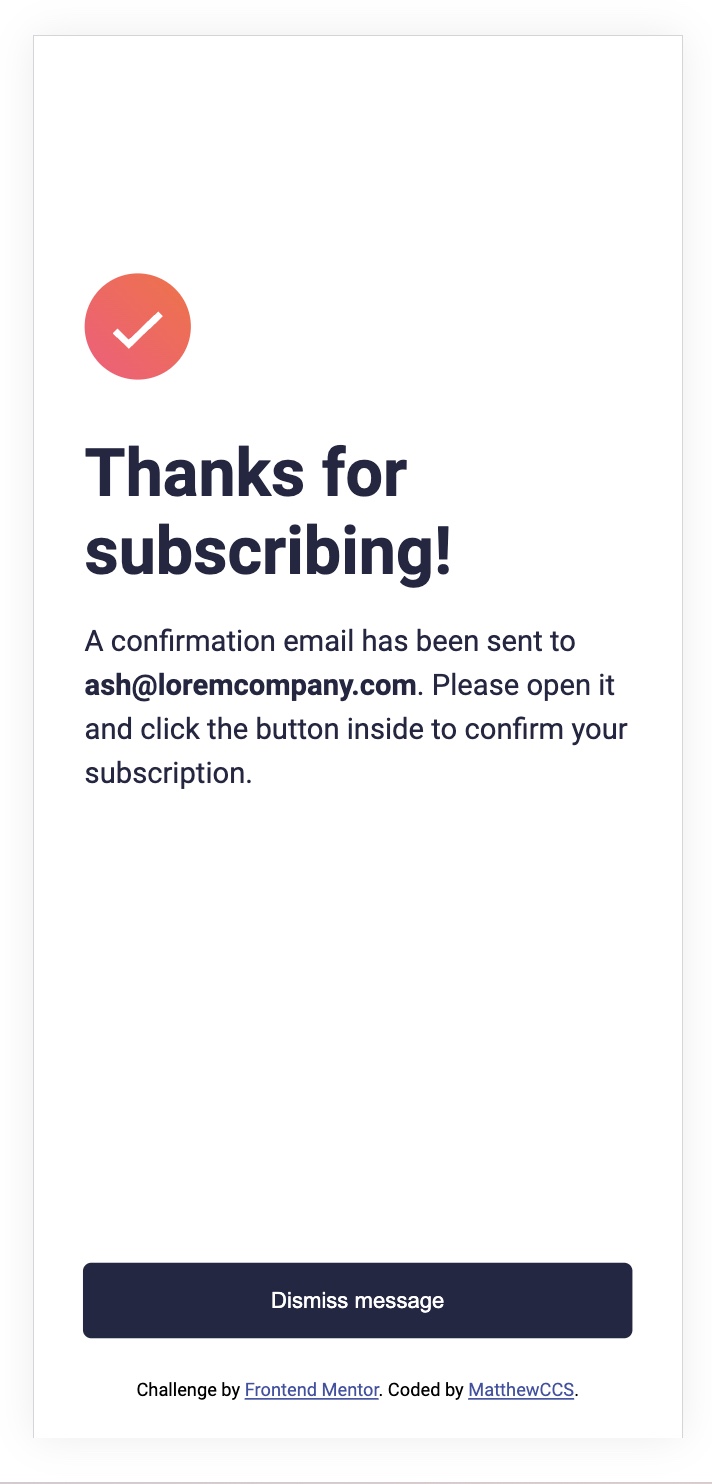 Thanks for
subscribing!
A confirmation email has been sent to
ash@loremcompany.com. Please open it
and click the button inside to confirm your
subscription.
Dismiss message
Challenge by Frontend Mentor. Coded by MatthewCCS.